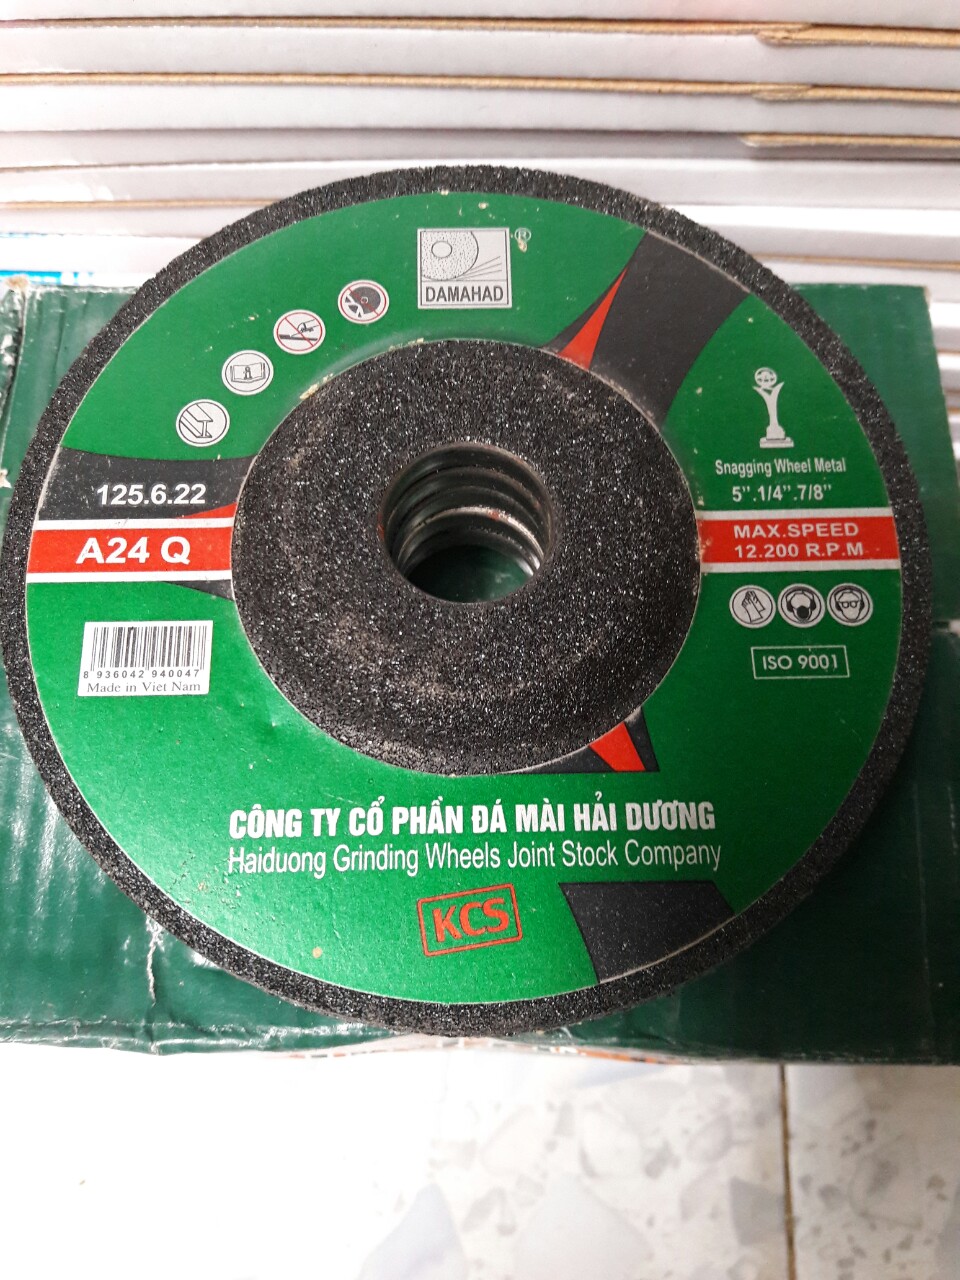 ®
DAMAHAD
Snagging Wheel Metal
5".1/4".7/8"
125.6.22
A24 Q
MAX.SPEED
12.200 R.P.M
ISO 9001
8 936042 940047
Made in Viet Nam
CÔNG TY CỔ PHẦN ĐÁ MÀI HẢI DƯƠNG
Haiduong Grinding Wheels Joint Stock Company
KCS